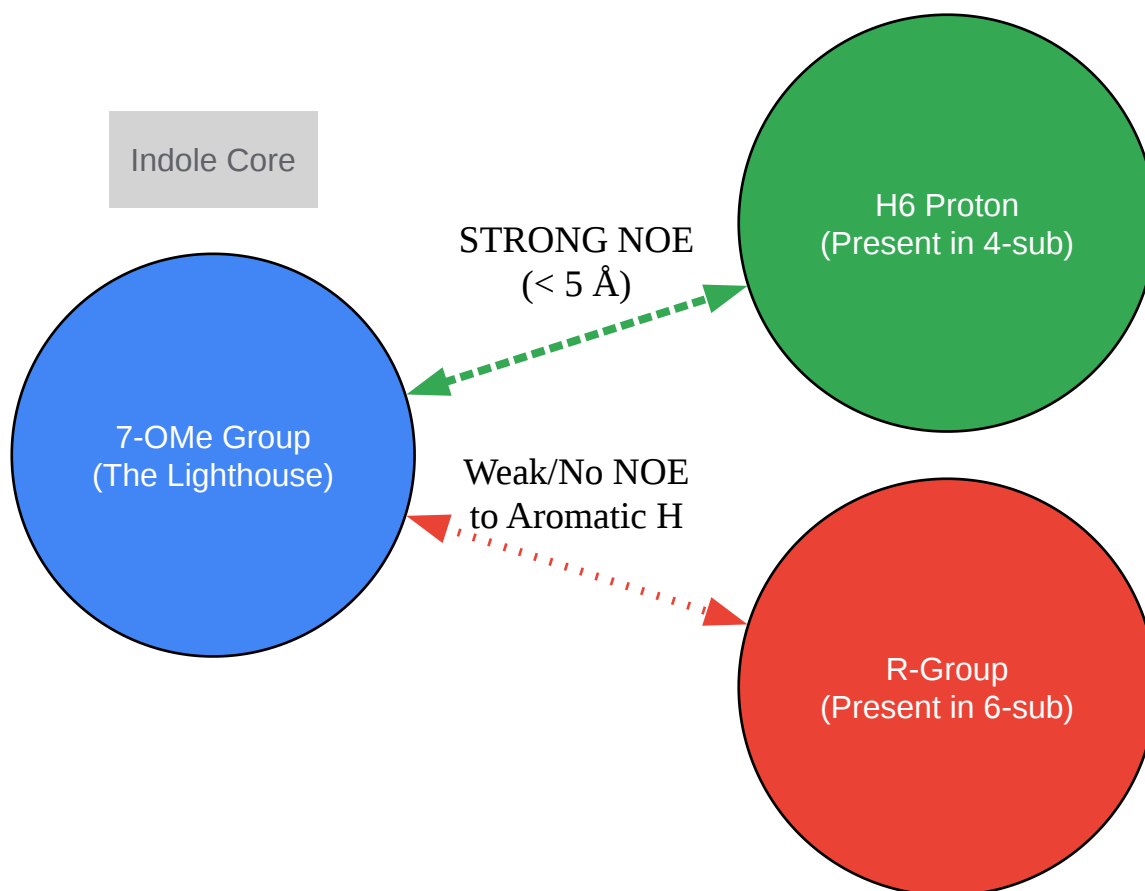 Indole Core
STRONG NOE
(< 5 Å)
H6 Proton
(Present in 4-sub)
7-OMe Group
(The Lighthouse)
Weak/No NOE
to Aromatic H
R-Group
(Present in 6-sub)